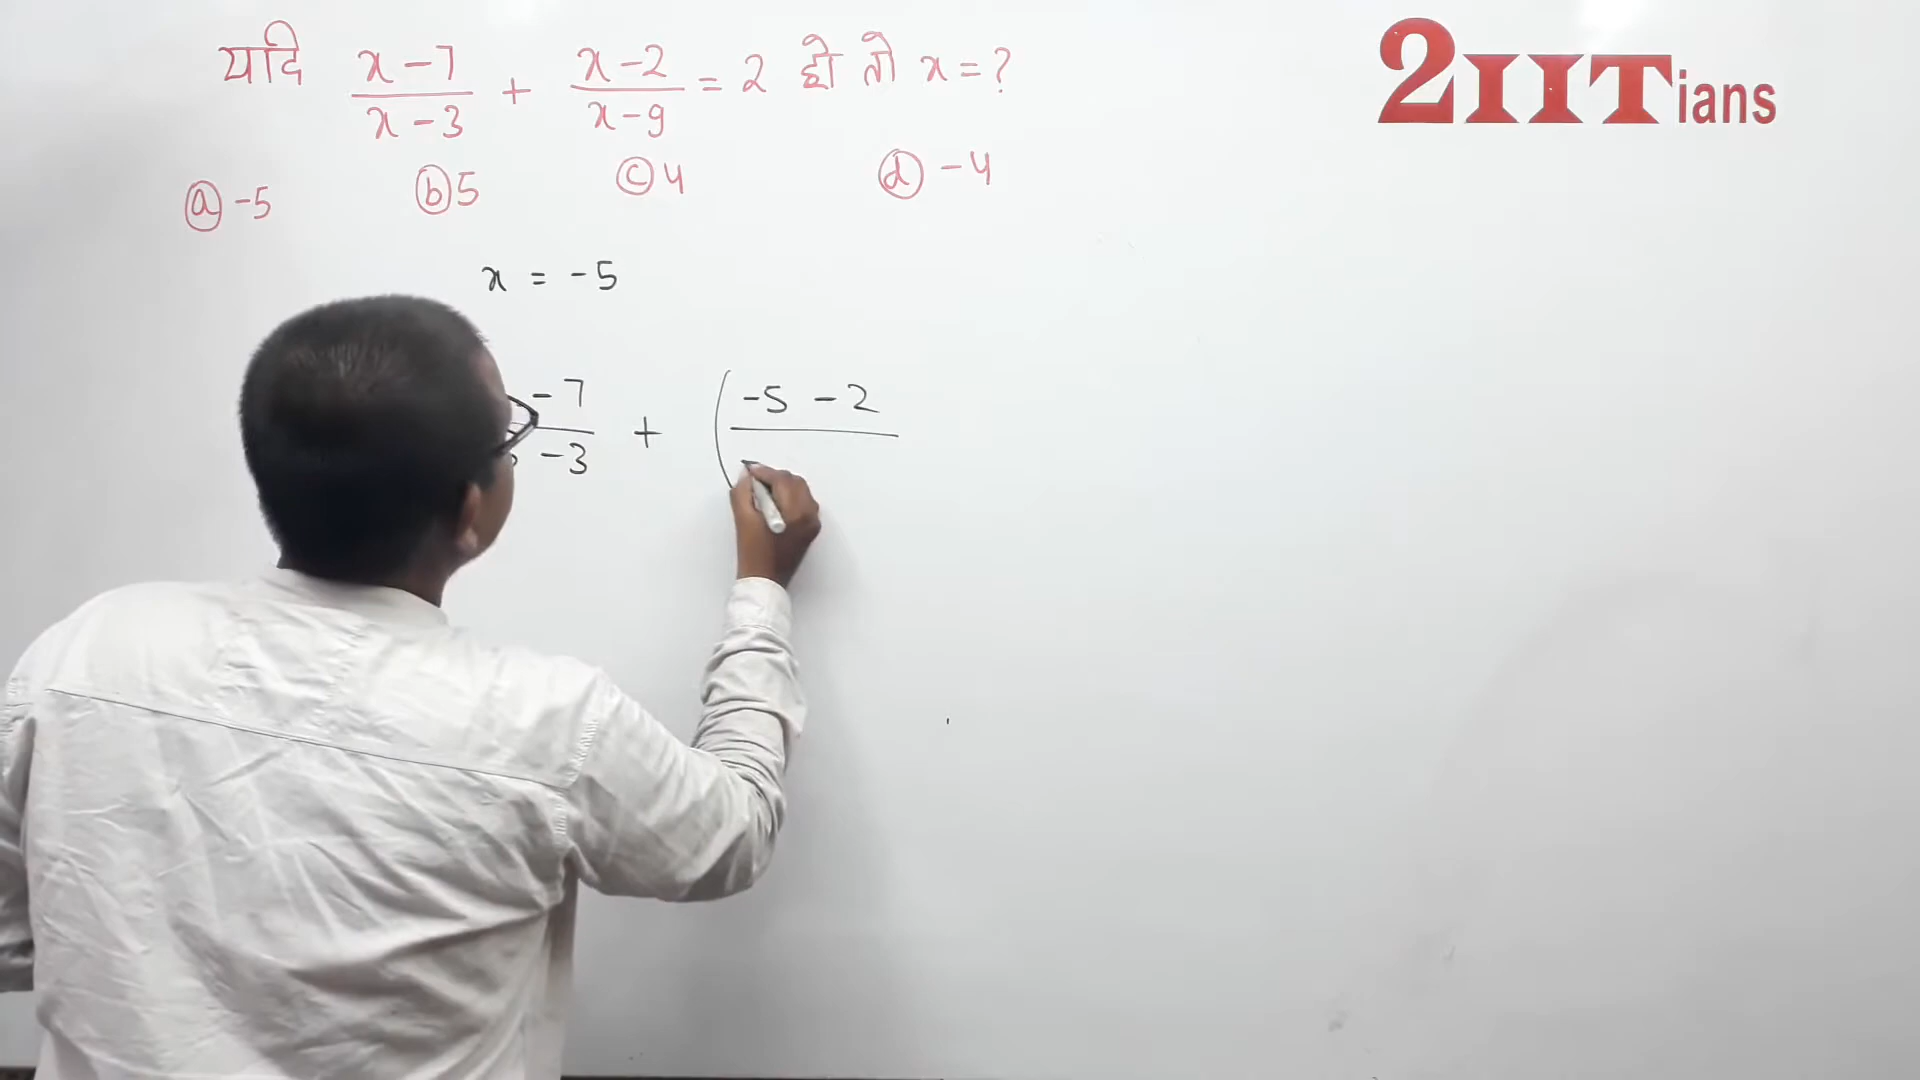 यदि x-7/x-3 + x-2/x-9 = 2 हो तो x = ?
2IITians
ⓐ -5 ⓑ 5 ⓒ 4 ⓓ -4
x = -5
-7/-3 + (-5 -2/-